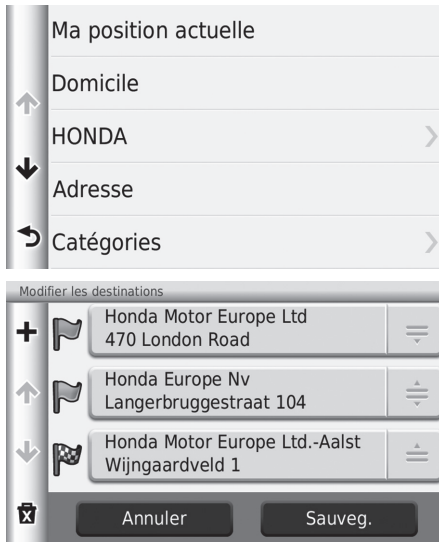 Ma position actuelle
Domicile
HONDA
Adresse
Catégories
Modifier les destinations
Honda Motor Europe Ltd
470 London Road
Honda Europe Nv
Langerbruggestraat 104
Honda Motor Europe Ltd.-Aalst
Wijngaardveld 1
Annuler
Sauveg.